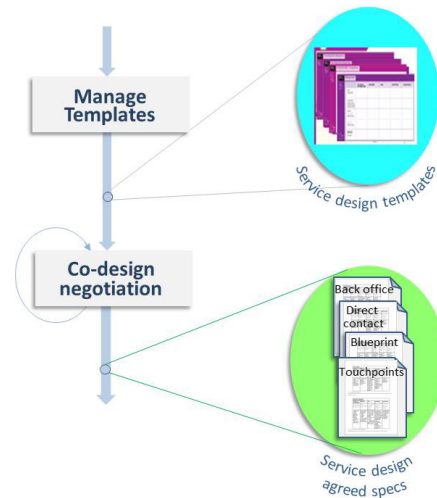 Manage
Templates
Service design templates
Co-design
negotiation
Back office
Direct
contact
Blueprint
Touchpoints
Service design
agreed specs